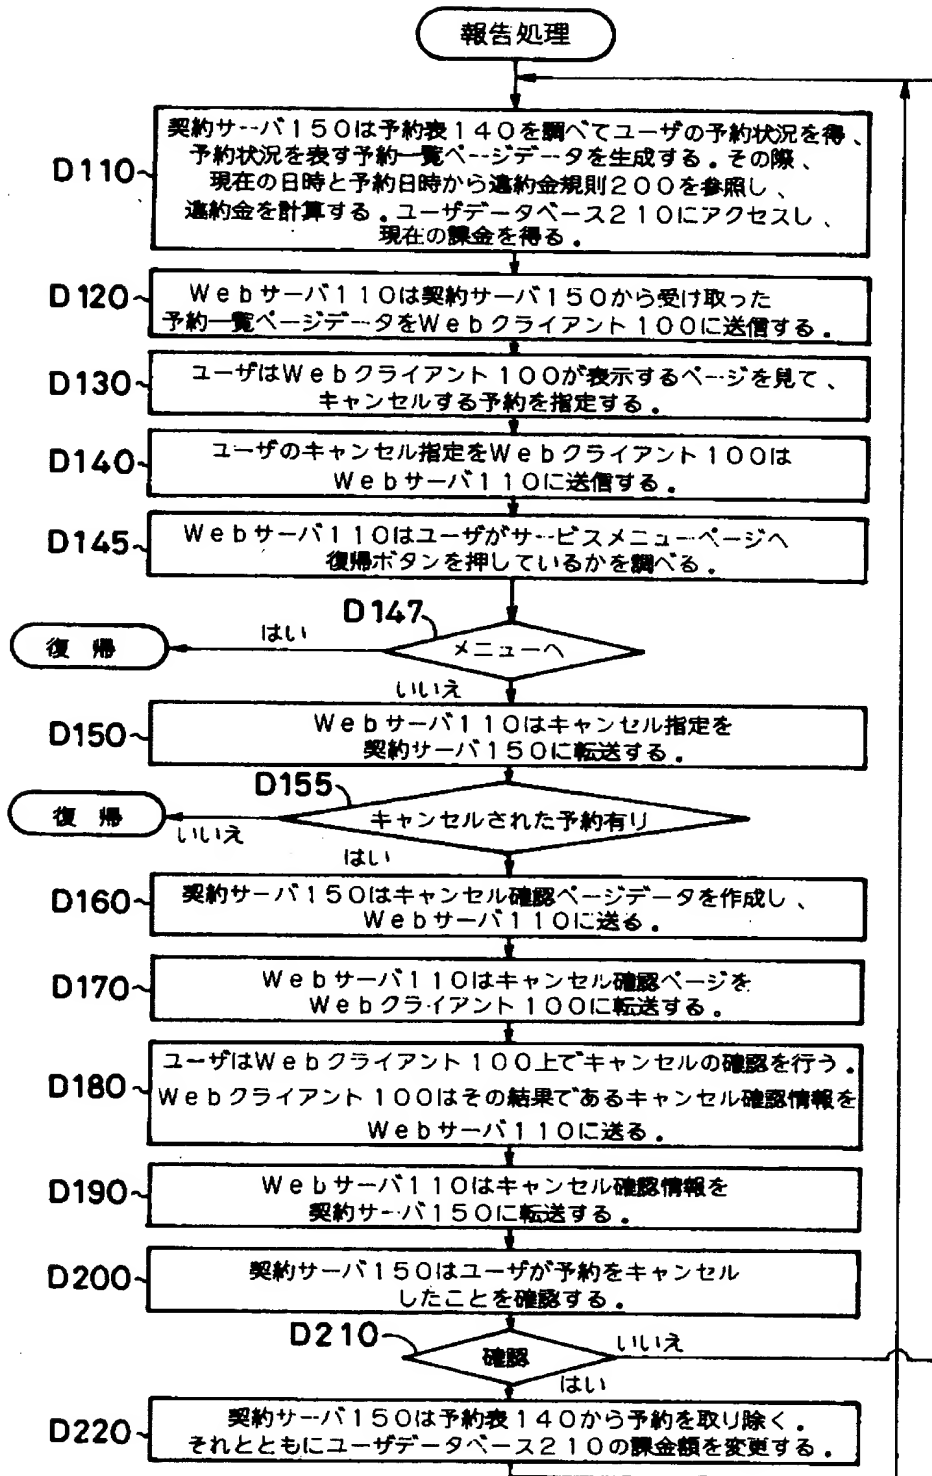 報告処理
D110
契約サーバ150は予約表140を調べてユーザの予約状況を得、
予約状況を表す予約一覧ページデータを生成する。その際、
現在の日時と予約日時から違約金規則200を参照し、
違約金を計算する。ユーザデータベース210にアクセスし、
現在の課金を得る。
D120
Webサーバ110は契約サーバ150から受け取った
予約一覧ページデータをWebクライアント100に送信する。
D130
ユーザはWebクライアント100が表示するページを見て、
キャンセルする予約を指定する。
D140
ユーザのキャンセル指定をWebクライアント100は
Webサーバ110に送信する。
D145
Webサーバ110はユーザがサービスメニューページへ
復帰ボタンを押しているかを調べる。
D147
復帰
はい
メニューへ
いいえ
D150
Webサーバ110はキャンセル指定を
契約サーバ150に転送する。
D155
復帰
いいえ
キャンセルされた予約有り
はい
D160
契約サーバ150はキャンセル確認ページデータを作成し、
Webサーバ110に送る。
D170
Webサーバ110はキャンセル確認ページを
Webクライアント100に転送する。
D180
ユーザはWebクライアント100上でキャンセルの確認を行う。
Webクライアント100はその結果であるキャンセル確認情報を
Webサーバ110に送る。
D190
Webサーバ110はキャンセル確認情報を
契約サーバ150に転送する。
D200
契約サーバ150はユーザが予約をキャンセル
したことを確認する。
D210
確認
いいえ
はい
D220
契約サーバ150は予約表140から予約を取り除く。
それとともにユーザデータベース210の課金額を変更する。